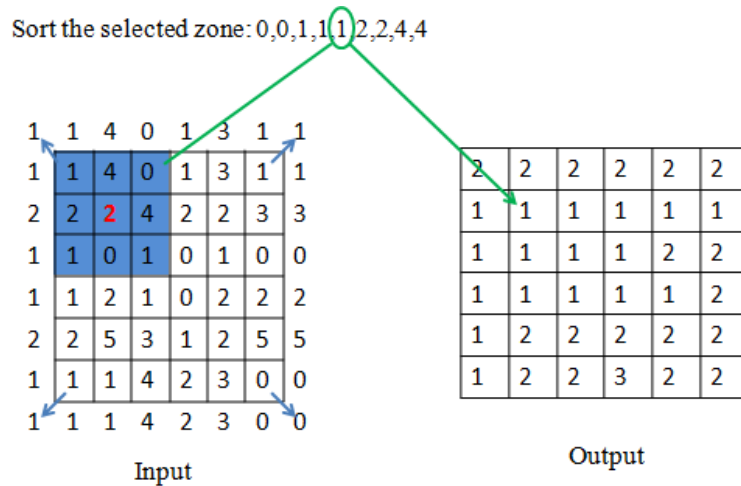 Sort the selected zone: 0,0,1,1,1,2,2,4,4
1 1 4 0 1 3 1 1
1 1 4 0 1 3 1 1
2 2 2 4 2 2 3 3
1 1 0 1 0 1 0 0
1 1 2 1 0 2 2 2
2 2 5 3 1 2 5 5
1 1 1 4 2 3 0 0
1 1 1 4 2 3 0 0
Input
2 2 2 2 2 2
1 1 1 1 1 1
1 1 1 1 2 2
1 1 1 1 1 2
1 2 2 2 2 2
1 2 2 3 2 2
Output